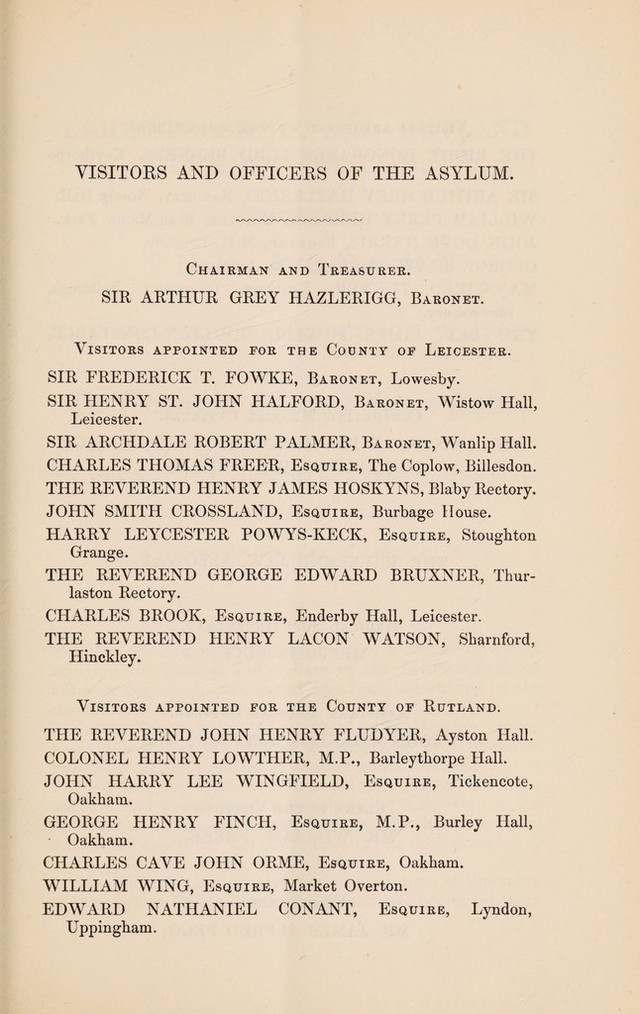 VISITORS AND OFFICERS OF THE ASYLUM.
Chairman and Treasurer.
SIR ARTHUR GREY HAZLERIGG, Baronet.
Visitors appointed for the County of Leicester.
SIR FREDERICK T. FOWKE, Baronet, Lowesby.
SIR HENRY ST. JOHN HALFORD, Baronet, Wistow Hall,
Leicester.
SIR ARCHDALE ROBERT PALMER, Baronet, Wanlip Hall.
CHARLES THOMAS FREER, Esquire, The Coplow, Billesdon.
THE REVEREND HENRY JAMES HOSKYNS, Blaby Rectory.
JOHN SMITH CROSSLAND, Esquire, Burbage House.
HARRY LEYCESTER POWYS-KECK, Esquire, Stoughton
Grange.
THE REVEREND GEORGE EDWARD BRUXNER, Thur-
laston Rectory.
CHARLES BROOK, Esquire, Enderby Hall, Leicester.
THE REVEREND HENRY LACON WATSON, Sharnford,
Hinckley.
Visitors appointed for the County of Rutland.
THE REVEREND JOHN HENRY FLUDYER, Ayston Hall.
COLONEL HENRY LOWTHER, M.P., Barleythorpe Hall.
JOHN HARRY LEE WINGFIELD, Esquire, Tickencote,
Oakham.
GEORGE HENRY FINCH, Esquire, M.P., Burley Hall,
Oakham.
CHARLES CAVE JOHN ORME, Esquire, Oakham.
WILLIAM WING, Esquire, Market Overton.
EDWARD NATHANIEL CONANT, Esquire, Lyndon,
Uppingham.